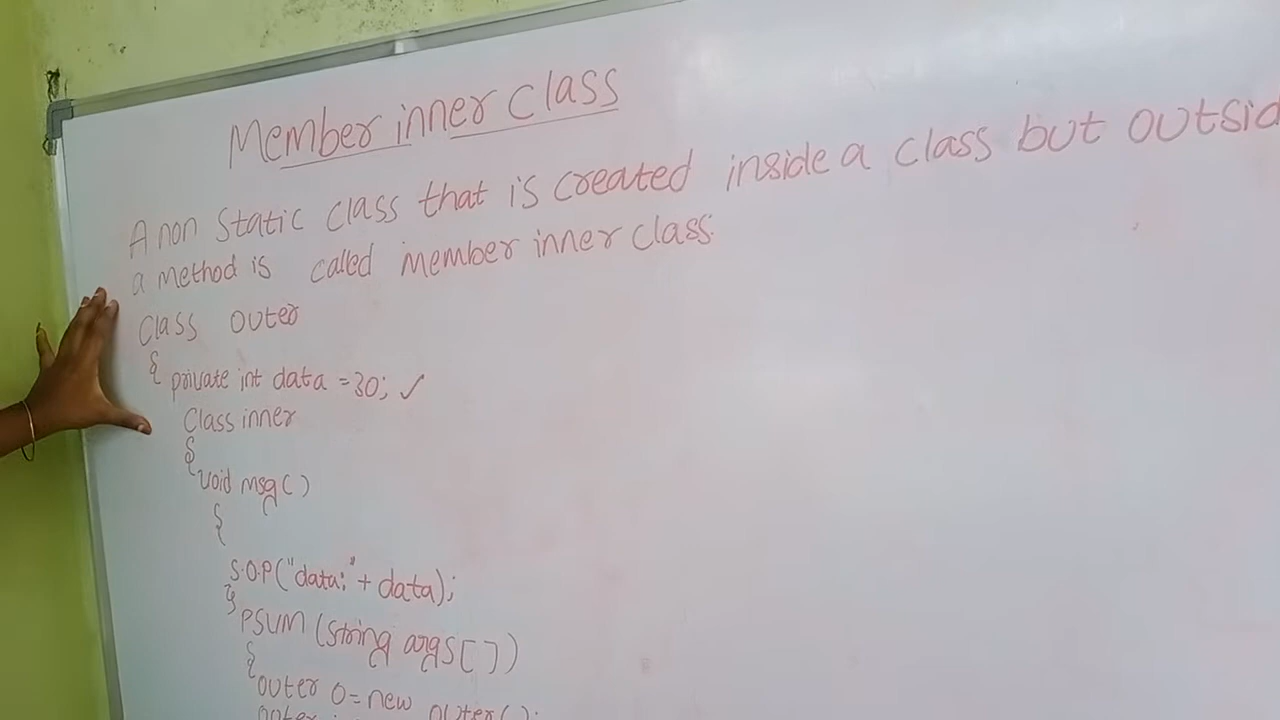 Member inner class
A non static class that is created inside a class but outsid
a method is called member inner class.
Class outer
{ private int data =30; ✓
Class inner
{
void msg()
{
S.O.P("data:"+ data);
}
PSVM (String args[])
{
outer o=new outer();
outer